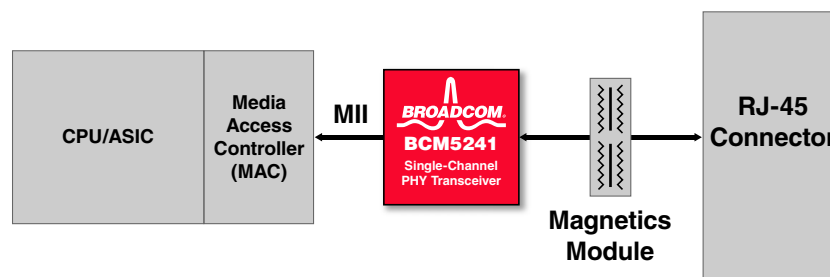 CPU/ASIC
Media
Access
Controller
(MAC)
MII
BROADCOM®
BCM5241
Single-Channel
PHY Transceiver
Magnetics
Module
RJ-45
Connector